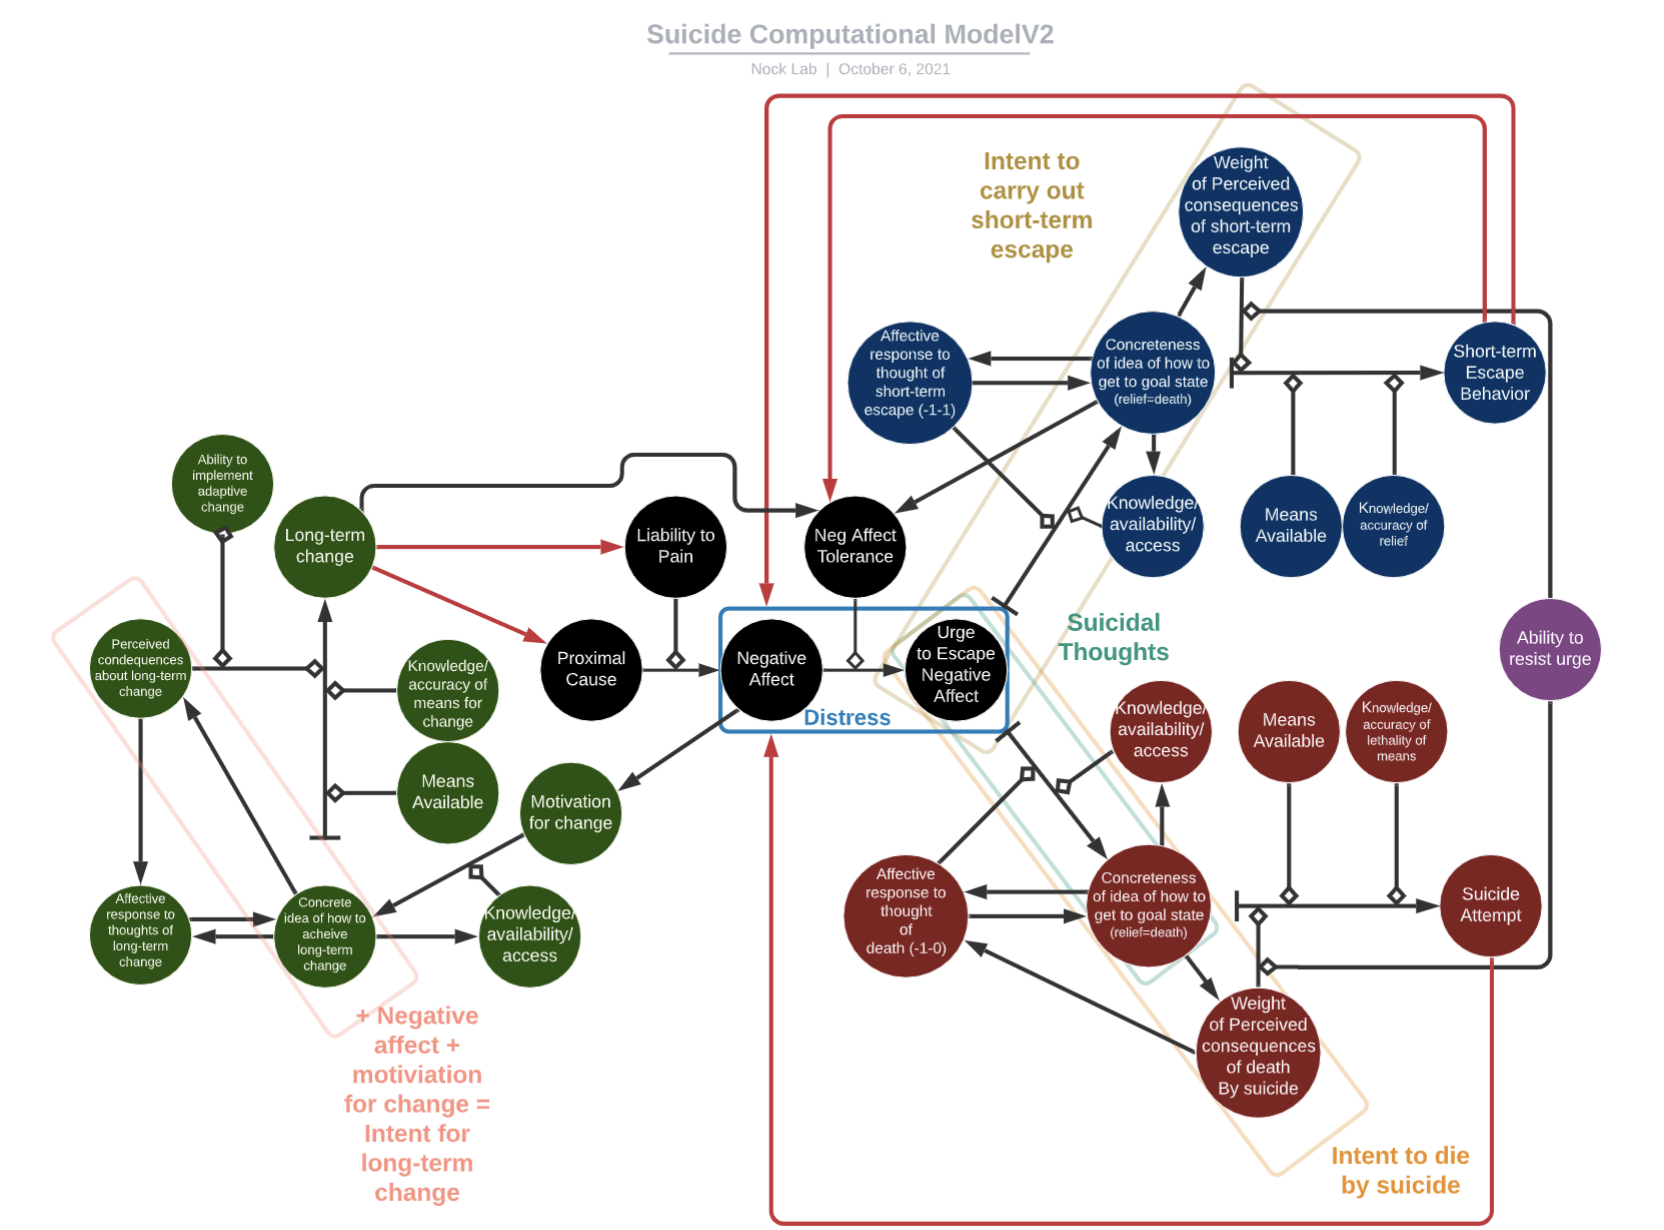 Suicide Computational ModelV2
Nock Lab | October 6, 2021
Intent to
carry out
short-term
escape
Weight
of Perceived
consequences
of short-term
escape
Affective
response to
thought of
short-term
escape (-1-1)
Concreteness
of idea of how to
get to goal state
(relief=death)
Short-term
Escape
Behavior
Ability to
implement
adaptive
change
Long-term
change
Liability to
Pain
Neg Affect
Tolerance
Knowledge/
availability/
access
Means
Available
Knowledge/
accuracy of
relief
Perceived
condequences
about long-term
change
Knowledge/
accuracy of
means for
change
Proximal
Cause
Negative
Affect
Urge
to Escape
Negative
Affect
Distress
Suicidal
Thoughts
Ability to
resist urge
Means
Available
Motivation
for change
Knowledge/
availability/
access
Means
Available
Knowledge/
accuracy of
lethality of
means
Affective
response to
thoughts of
long-term
change
Concrete
idea of how to
acheive
long-term
change
Knowledge/
availability/
access
Affective
response to
thought
of
death (-1-0)
Concreteness
of idea of how to
get to goal state
(relief=death)
Suicide
Attempt
Weight
of Perceived
consequences
of death
By suicide
+ Negative
affect +
motiviation
for change =
Intent for
long-term
change
Intent to die
by suicide